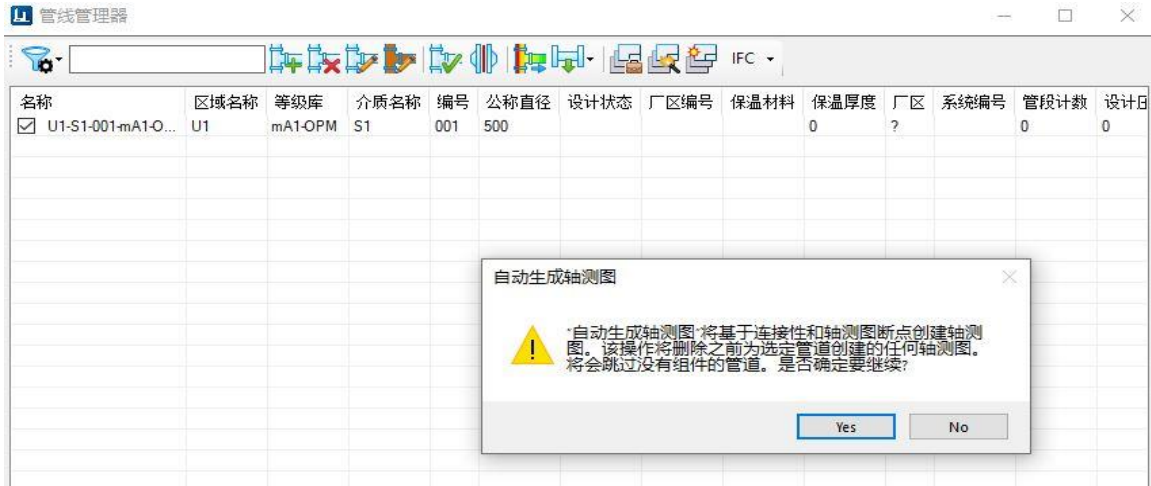 管线管理器
IFC
名称 区域名称 等级库 介质名称 编号 公称直径 设计状态 厂区编号 保温材料 保温厚度 厂区 系统编号 管段计数 设计压
U1-S1-001-mA1-O... U1 mA1-OPM S1 001 500 0 ? 0 0
自动生成轴测图
"自动生成轴测图"将基于连接性和轴测图断点创建轴测
图。该操作将删除之前为选定管道创建的任何轴测图。
将会跳过没有组件的管道。是否确定要继续?
Yes No